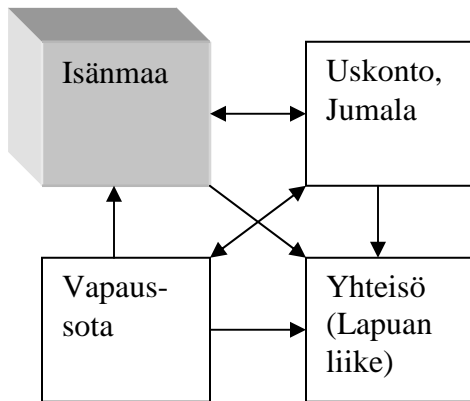 Isänmaa
Uskonto,
Jumala
Vapaus-
sota
Yhteisö
(Lapuan
liike)